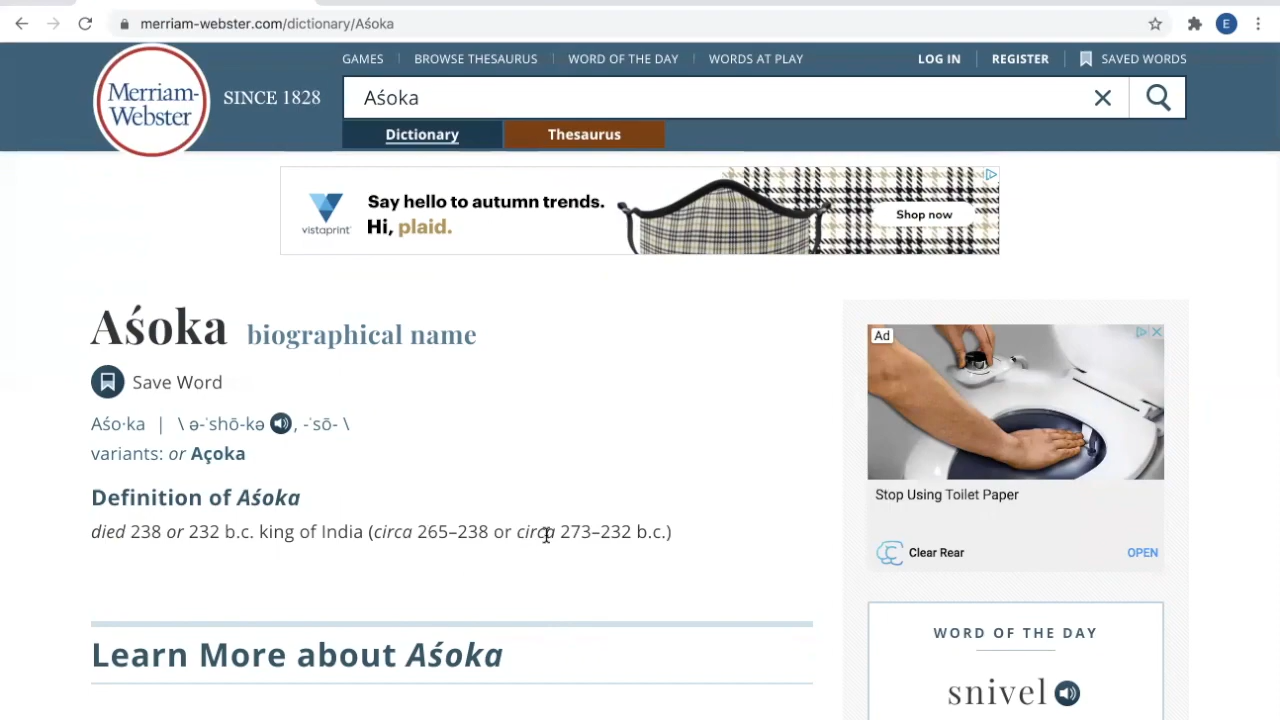 merriam-webster.com/dictionary/Aśoka
E
GAMES
BROWSE THESAURUS
WORD OF THE DAY
WORDS AT PLAY
LOG IN
REGISTER
SAVED WORDS
Merriam-
Webster
SINCE 1828
Aśoka
Dictionary
Thesaurus
vistaprint
Say hello to autumn trends.
Hi, plaid.
Shop now
Aśoka biographical name
Save Word
Aśo·ka | \ ə-ˈshō-kə , -ˈsō- \
variants: or Açoka
Definition of Aśoka
died 238 or 232 b.c. king of India (circa 265–238 or circa 273–232 b.c.)
Learn More about Aśoka
Ad
Stop Using Toilet Paper
Clear Rear
OPEN
WORD OF THE DAY
snivel